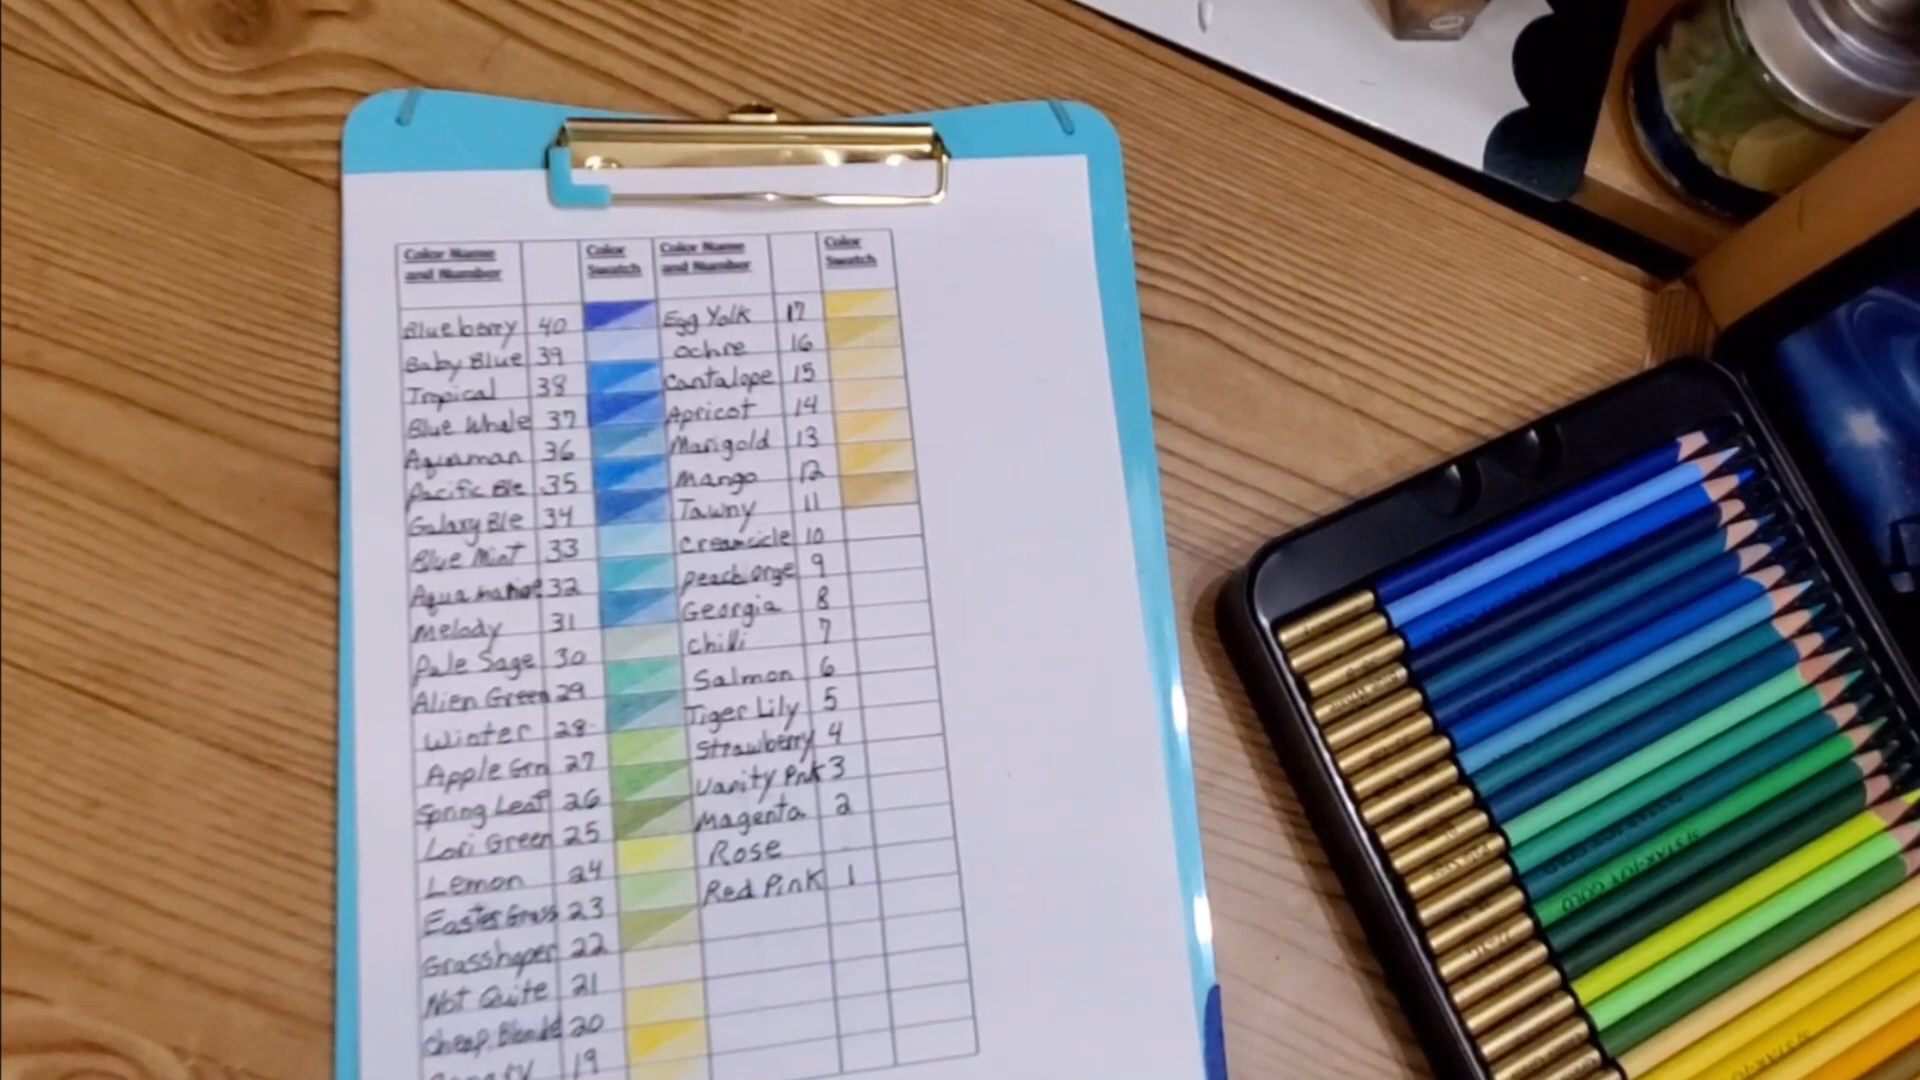 Color Name and Number Color Swatch Color Name and Number Color Swatch
Blueberry 40 Egg Yolk 17
Baby Blue 39 Ochre 16
Tropical 38 Cantalope 15
Blue Whale 37 Apricot 14
Aquaman 36 Marigold 13
Pacific Ble 35 Mango 12
Galaxy Ble 34 Tawny 11
Blue Mint 33 Creamcicle 10
32 Peach Orge 9
Melody 31 Georgia 8
Pale Sage 30 Chilli 7
Alien Green 29 Salmon 6
Winter 28 Tiger Lily 5
Apple Grn 27 Strawberry 4
Spring Leaf 26 Vanity Pnk 3
Lori Green 25 Magenta 2
Lemon 24 Rose
Easter Grass 23 Red Pink 1
Grasshoper 22
Not Quite 21
Cheap Blonde 20
19